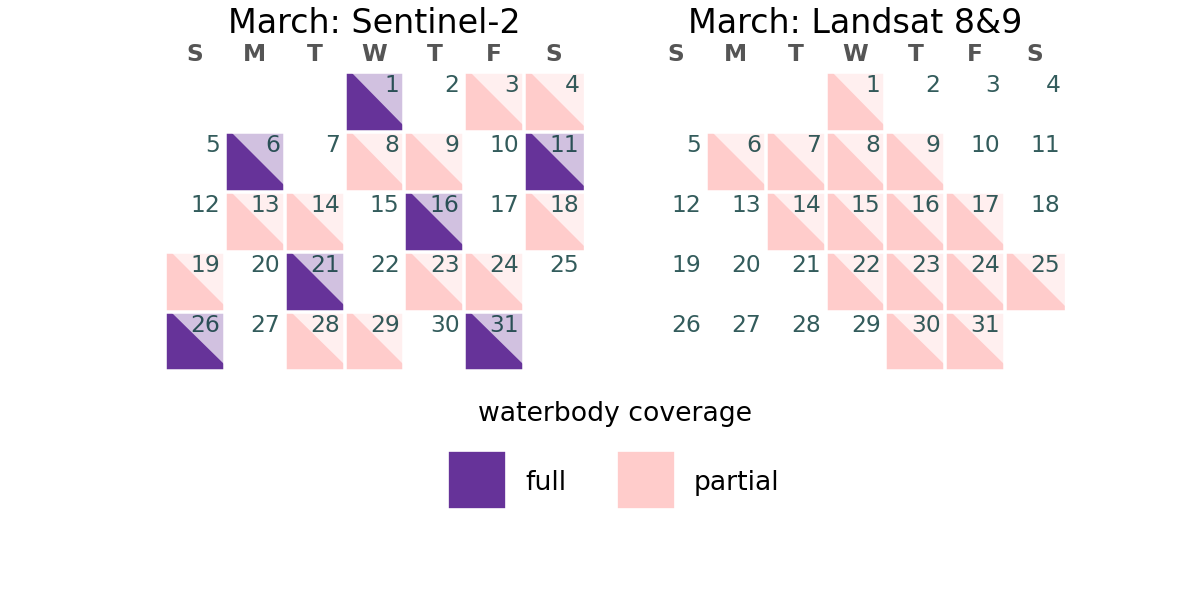 March: Sentinel-2
S M T W T F S
1 2 3 4
5 6 7 8 9 10 11
12 13 14 15 16 17 18
19 20 21 22 23 24 25
26 27 28 29 30 31
March: Landsat 8&9
S M T W T F S
1 2 3 4
5 6 7 8 9 10 11
12 13 14 15 16 17 18
19 20 21 22 23 24 25
26 27 28 29 30 31
waterbody coverage
full
partial